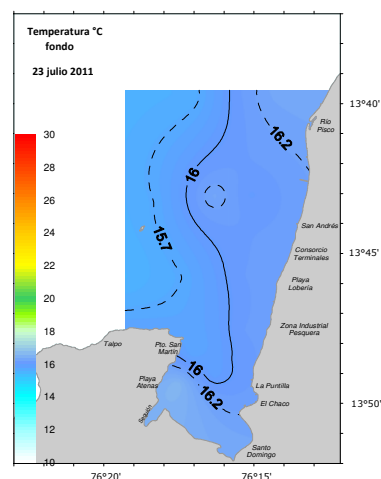 Temperatura °C
fondo
23 julio 2011
13°40'
Río
Pisco
16.2
16
San Andrés
15.7
Consorcio
Terminales
13°45'
Playa
Lobería
Zona Industrial
Pesquera
30
28
26
24
22
20
18
16
14
12
10
Talpo
Pto. San
Martín
16
Playa
Atenas
16.2
La Puntilla
13°50'
El Chaco
Sequión
Santo
Domingo
76°20'
76°15'